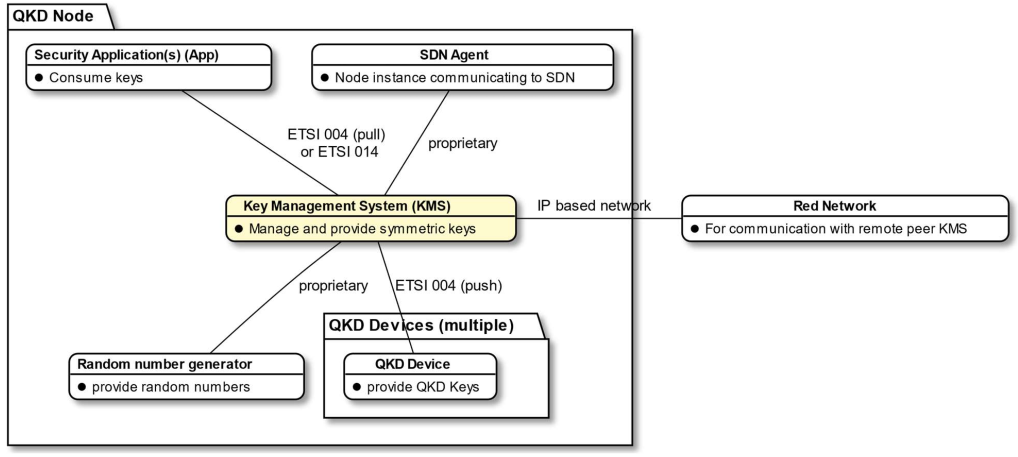 QKD Node
Security Application(s) (App)
Consume keys
SDN Agent
Node instance communicating to SDN
ETSI 004 (pull)
or ETSI 014
proprietary
Key Management System (KMS)
Manage and provide symmetric keys
IP based network
Red Network
For communication with remote peer KMS
proprietary
ETSI 004 (push)
QKD Devices (multiple)
Random number generator
provide random numbers
QKD Device
provide QKD Keys